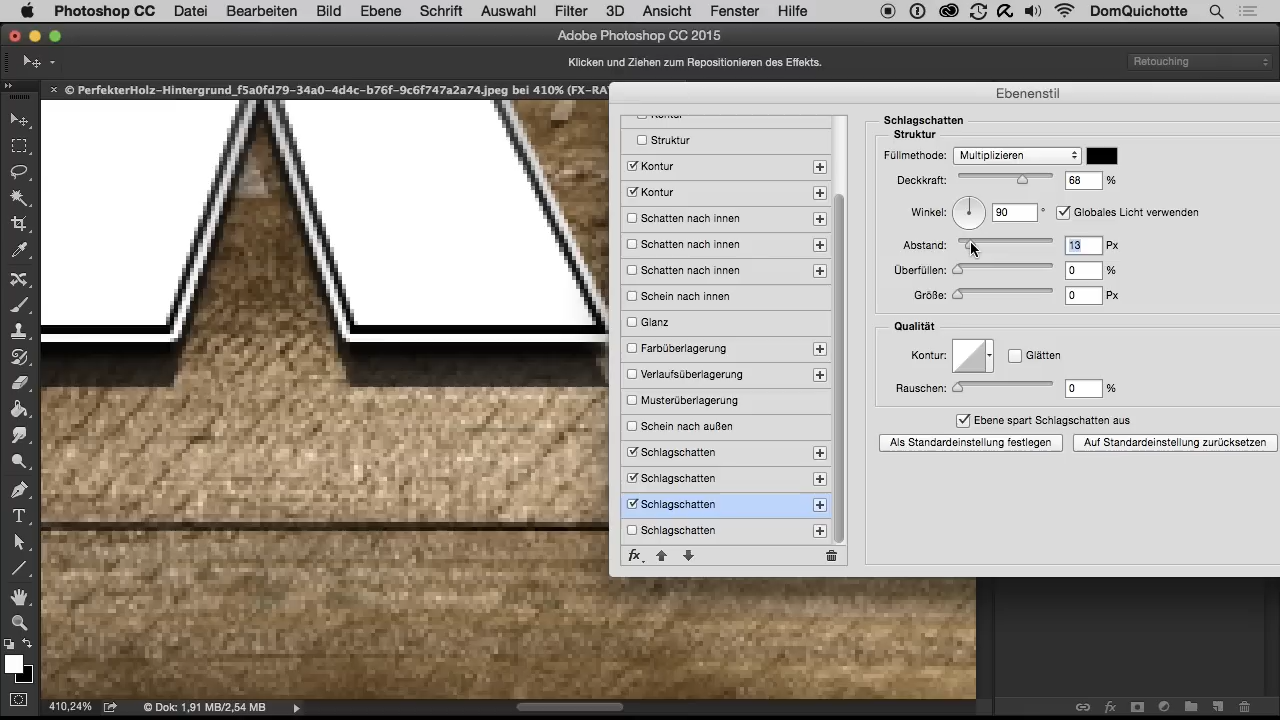 Photoshop CC Datei Bearbeiten Bild Ebene Schrift Auswahl Filter 3D Ansicht Fenster Hilfe DomQuichotte
Adobe Photoshop CC 2015
Klicken und Ziehen zum Repositionieren des Effekts.
Retouching
© PerfekterHolz-Hintergrund_f5a0fd79-34a0-4d4c-b76f-9c6f747a2a74.jpeg bei 410% (FX-RA
Ebenenstil
Kontur
Struktur
Kontur
Kontur
Schatten nach innen
Schatten nach innen
Schatten nach innen
Schein nach innen
Glanz
Farbüberlagerung
Verlaufsüberlagerung
Musterüberlagerung
Schein nach außen
Schlagschatten
Schlagschatten
Schlagschatten
Schlagschatten
fx
Schlagschatten
Struktur
Füllmethode: Multiplizieren
Deckkraft: 68 %
Winkel: 90 ° Globales Licht verwenden
Abstand: 13 Px
Überfüllen: 0 %
Größe: 0 Px
Qualität
Kontur: Glätten
Rauschen: 0 %
Ebene spart Schlagschatten aus
Als Standardeinstellung festlegen Auf Standardeinstellung zurücksetzen
410,24% © Dok: 1,91 MB/2,54 MB
fx